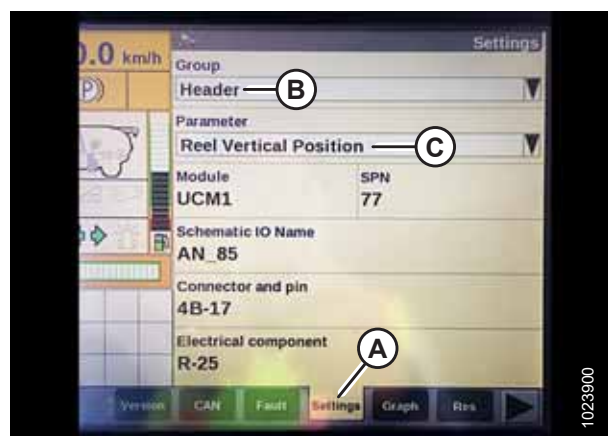 0.0 km/h
Settings
(P)
Group
Header
B
Parameter
Reel Vertical Position
C
Module SPN
UCM1 77
Schematic IO Name
AN_85
Connector and pin
4B-17
Electrical component
R-25
A
Version CAN Fault Settings Graph Res
1023900